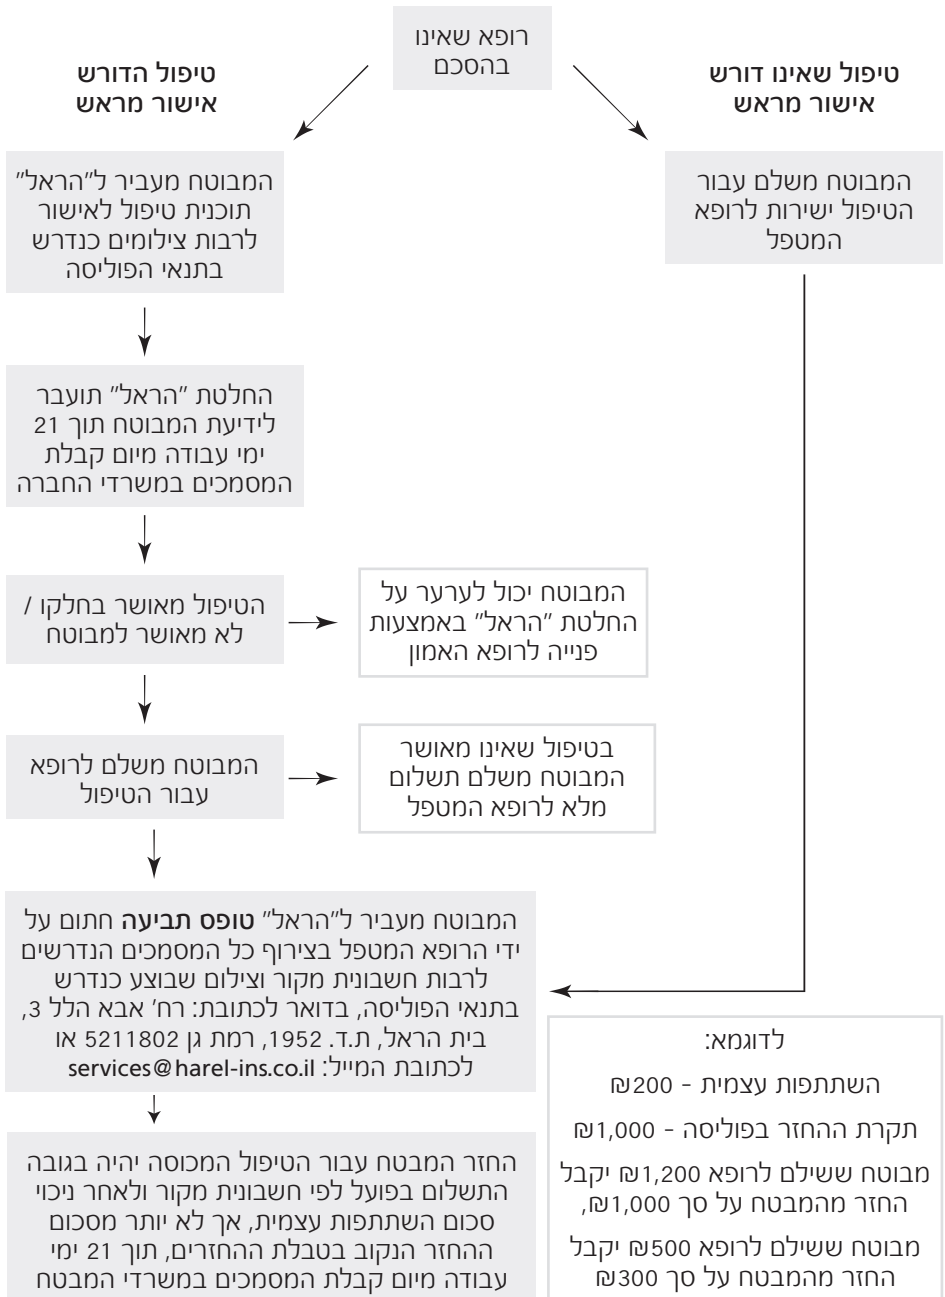 רופא שאינו
בהסכם
טיפול שאינו דורש
אישור מראש
המבוטח משלם עבור
הטיפול ישירות לרופא
המטפל
טיפול הדורש
אישור מראש
המבוטח מעביר ל"הראל"
תוכנית טיפול לאישור
לרבות צילומים כנדרש
בתנאי הפוליסה
החלטת "הראל" תועבר
לידיעת המבוטח תוך 21
ימי עבודה מיום קבלת
המסמכים במשרדי החברה
הטיפול מאושר בחלקו /
לא מאושר למבוטח
המבוטח יכול לערער על
החלטת "הראל" באמצעות
פנייה לרופא האמון
המבוטח משלם לרופא
עבור הטיפול
בטיפול שאינו מאושר
המבוטח משלם תשלום
מלא לרופא המטפל
המבוטח מעביר ל"הראל" טופס תביעה חתום על
ידי הרופא המטפל בצירוף כל המסמכים הנדרשים
לרבות חשבונית מקור וצילום שבוצע כנדרש
בתנאי הפוליסה, בדואר לכתובת: רח' אבא הלל 3,
בית הראל, ת.ד. 1952, רמת גן 5211802 או
לכתובת המייל: services@harel-ins.co.il
החזר המבטח עבור הטיפול המכוסה יהיה בגובה
התשלום בפועל לפי חשבונית מקור ולאחר ניכוי
סכום השתתפות עצמית, אך לא יותר מסכום
ההחזר הנקוב בטבלת ההחזרים, תוך 21 ימי
עבודה מיום קבלת המסמכים במשרדי המבטח
לדוגמא:
השתתפות עצמית - 200₪
תקרת ההחזר בפוליסה - 1,000₪
מבוטח ששילם לרופא 1,200₪ יקבל
החזר מהמבטח על סך 1,000₪,
מבוטח ששילם לרופא 500₪ יקבל
החזר מהמבטח על סך 300₪